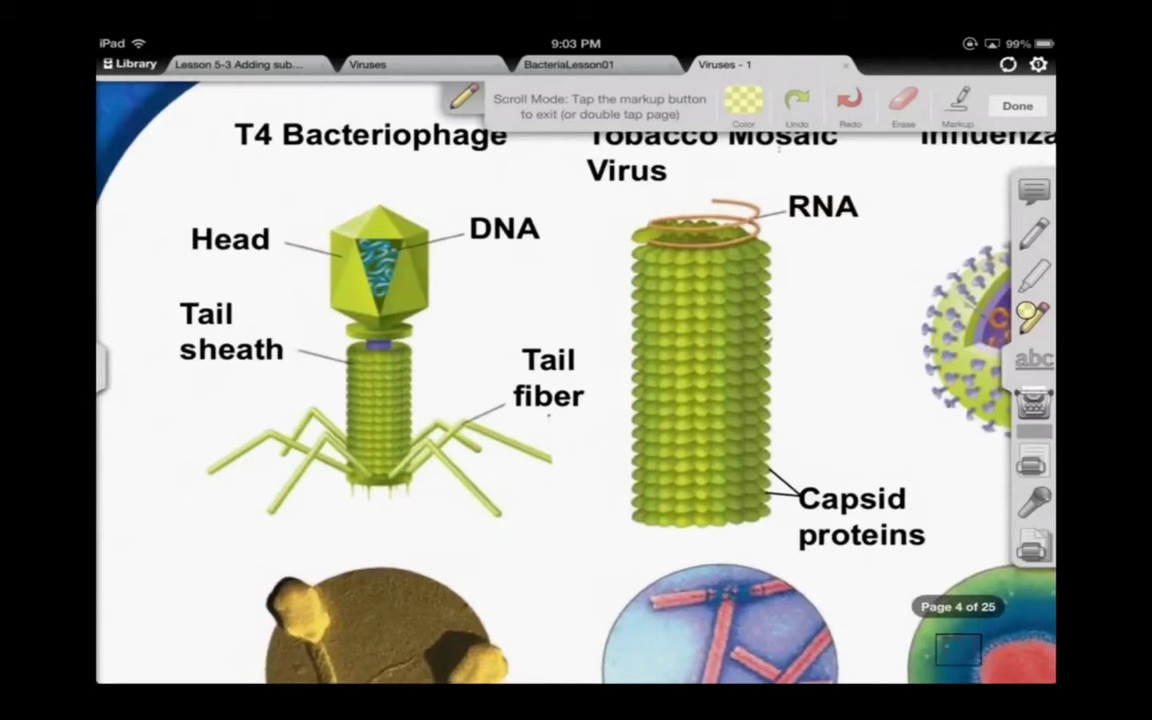 iPad
9:03 PM
99%
Library
Lesson 5-3 Adding sub...
Viruses
BacteriaLesson01
Viruses - 1
Scroll Mode: Tap the markup button
to exit (or double tap page)
Color
Undo
Redo
Erase
Markup
Done
T4 Bacteriophage
Tobacco Mosaic
Virus
Influenza
Head
DNA
RNA
Tail
sheath
Tail
fiber
Capsid
proteins
abc
Page 4 of 25